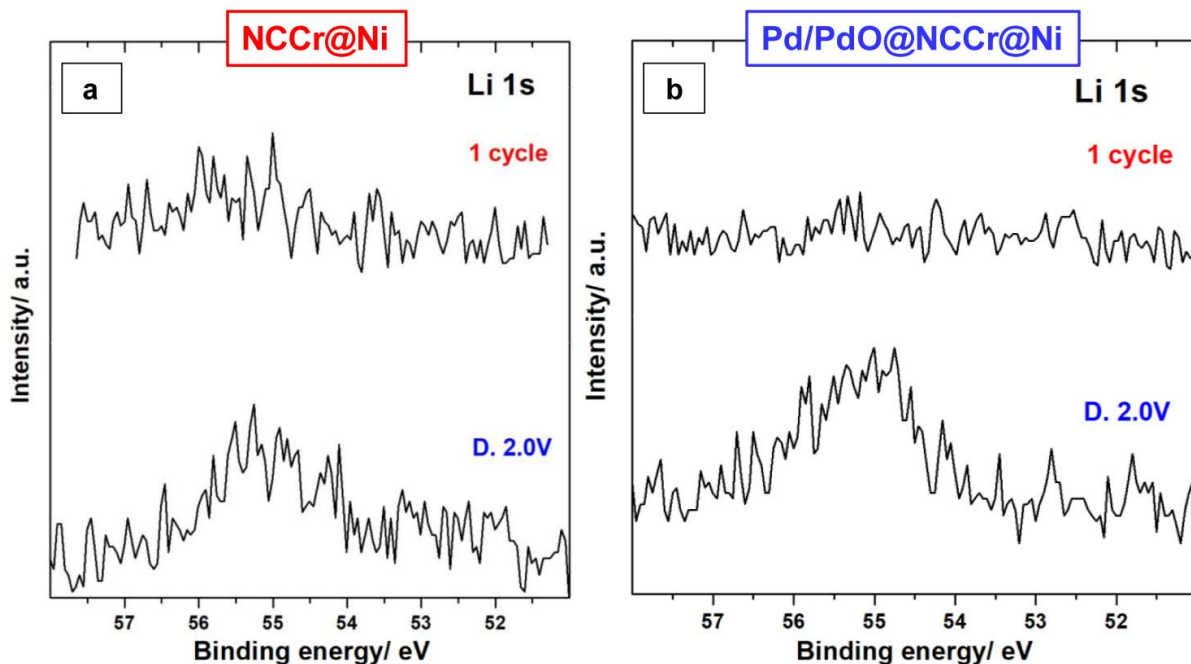 NCCr@Ni
a
Li 1s
1 cycle
D. 2.0V
Intensity/ a.u.
57 56 55 54 53 52
Binding energy/ eV
Pd/PdO@NCCr@Ni
b
Li 1s
1 cycle
D. 2.0V
Intensity/ a.u.
57 56 55 54 53 52
Binding energy/ eV